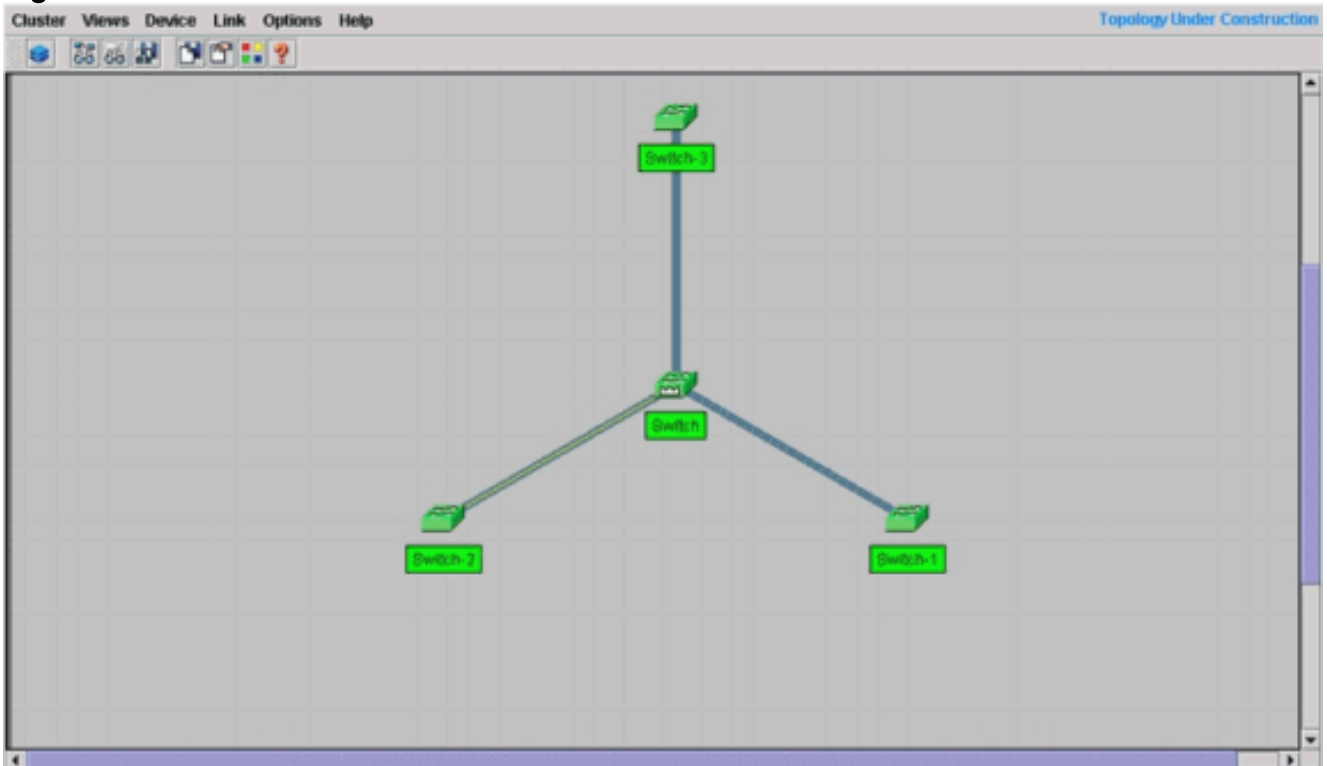 Cluster Views Device Link Options Help
Topology Under Construction
Switch-3
Switch
Switch-2
Switch-1